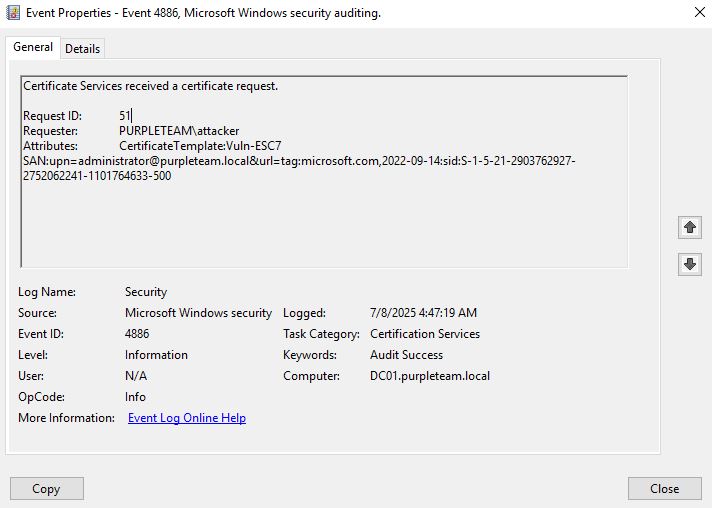 Event Properties - Event 4886, Microsoft Windows security auditing.
General Details
Certificate Services received a certificate request.
Request ID: 51
Requester: PURPLETEAM\attacker
Attributes: CertificateTemplate:Vuln-ESC7
SAN:upn=administrator@purpleteam.local&url=tag:microsoft.com,2022-09-14:sid:S-1-5-21-2903762927-
2752062241-1101764633-500
Log Name: Security
Source: Microsoft Windows security Logged: 7/8/2025 4:47:19 AM
Event ID: 4886 Task Category: Certification Services
Level: Information Keywords: Audit Success
User: N/A Computer: DC01.purpleteam.local
OpCode: Info
More Information: Event Log Online Help
Copy Close